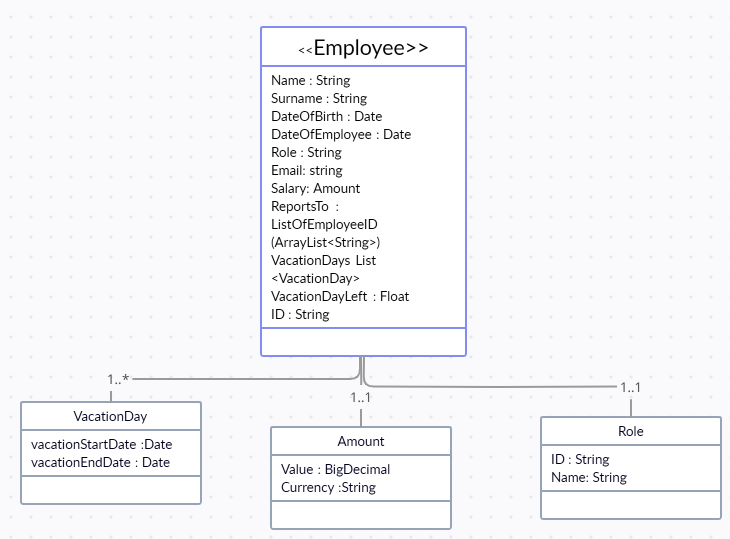 <<Employee>>
Name : String
Surname : String
DateOfBirth : Date
DateOfEmployee : Date
Role : String
Email: string
Salary: Amount
ReportsTo :
ListOfEmployeeID
(ArrayList<String>)
VacationDays List
<VacationDay>
VacationDayLeft : Float
ID : String
1..*
1..1
1..1
VacationDay
vacationStartDate :Date
vacationEndDate : Date
Amount
Value : BigDecimal
Currency :String
Role
ID : String
Name: String